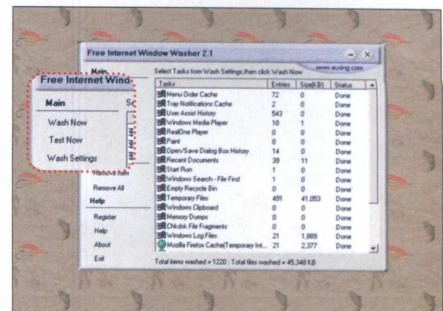 Free Internet Window Washer 2.1
www.eusing.com
Main
Select Tasks from Wash Settings,then click Wash Now
Free Internet Wind
Main
Wash Now
Test Now
Wash Settings
Remove Item
Remove All
Help
Register
Help
About
Exit
Tasks Entries Size(KB) Status
Menu Order Cache 72 0 Done
Tray Notifications Cache 2 0 Done
User Assist History 543 0 Done
Windows Media Player 10 1 Done
RealOne Player 0 0 Done
Paint 0 0 Done
Open/Save Dialog Box History 14 0 Done
Recent Documents 39 11 Done
Start Run 1 0 Done
Windows Search - File Find 1 0 Done
Empty Recycle Bin 0 0 Done
Temporary Files 491 41,053 Done
Windows Clipboard 0 0 Done
Memory Dumps 0 0 Done
Chkdsk File Fragments 0 0 Done
Windows Log Files 21 1,889 Done
Mozilla Firefox Cache(Temporary Int... 21 2,377 Done
Total items washed = 1220 : Total files washed = 45,348 KB